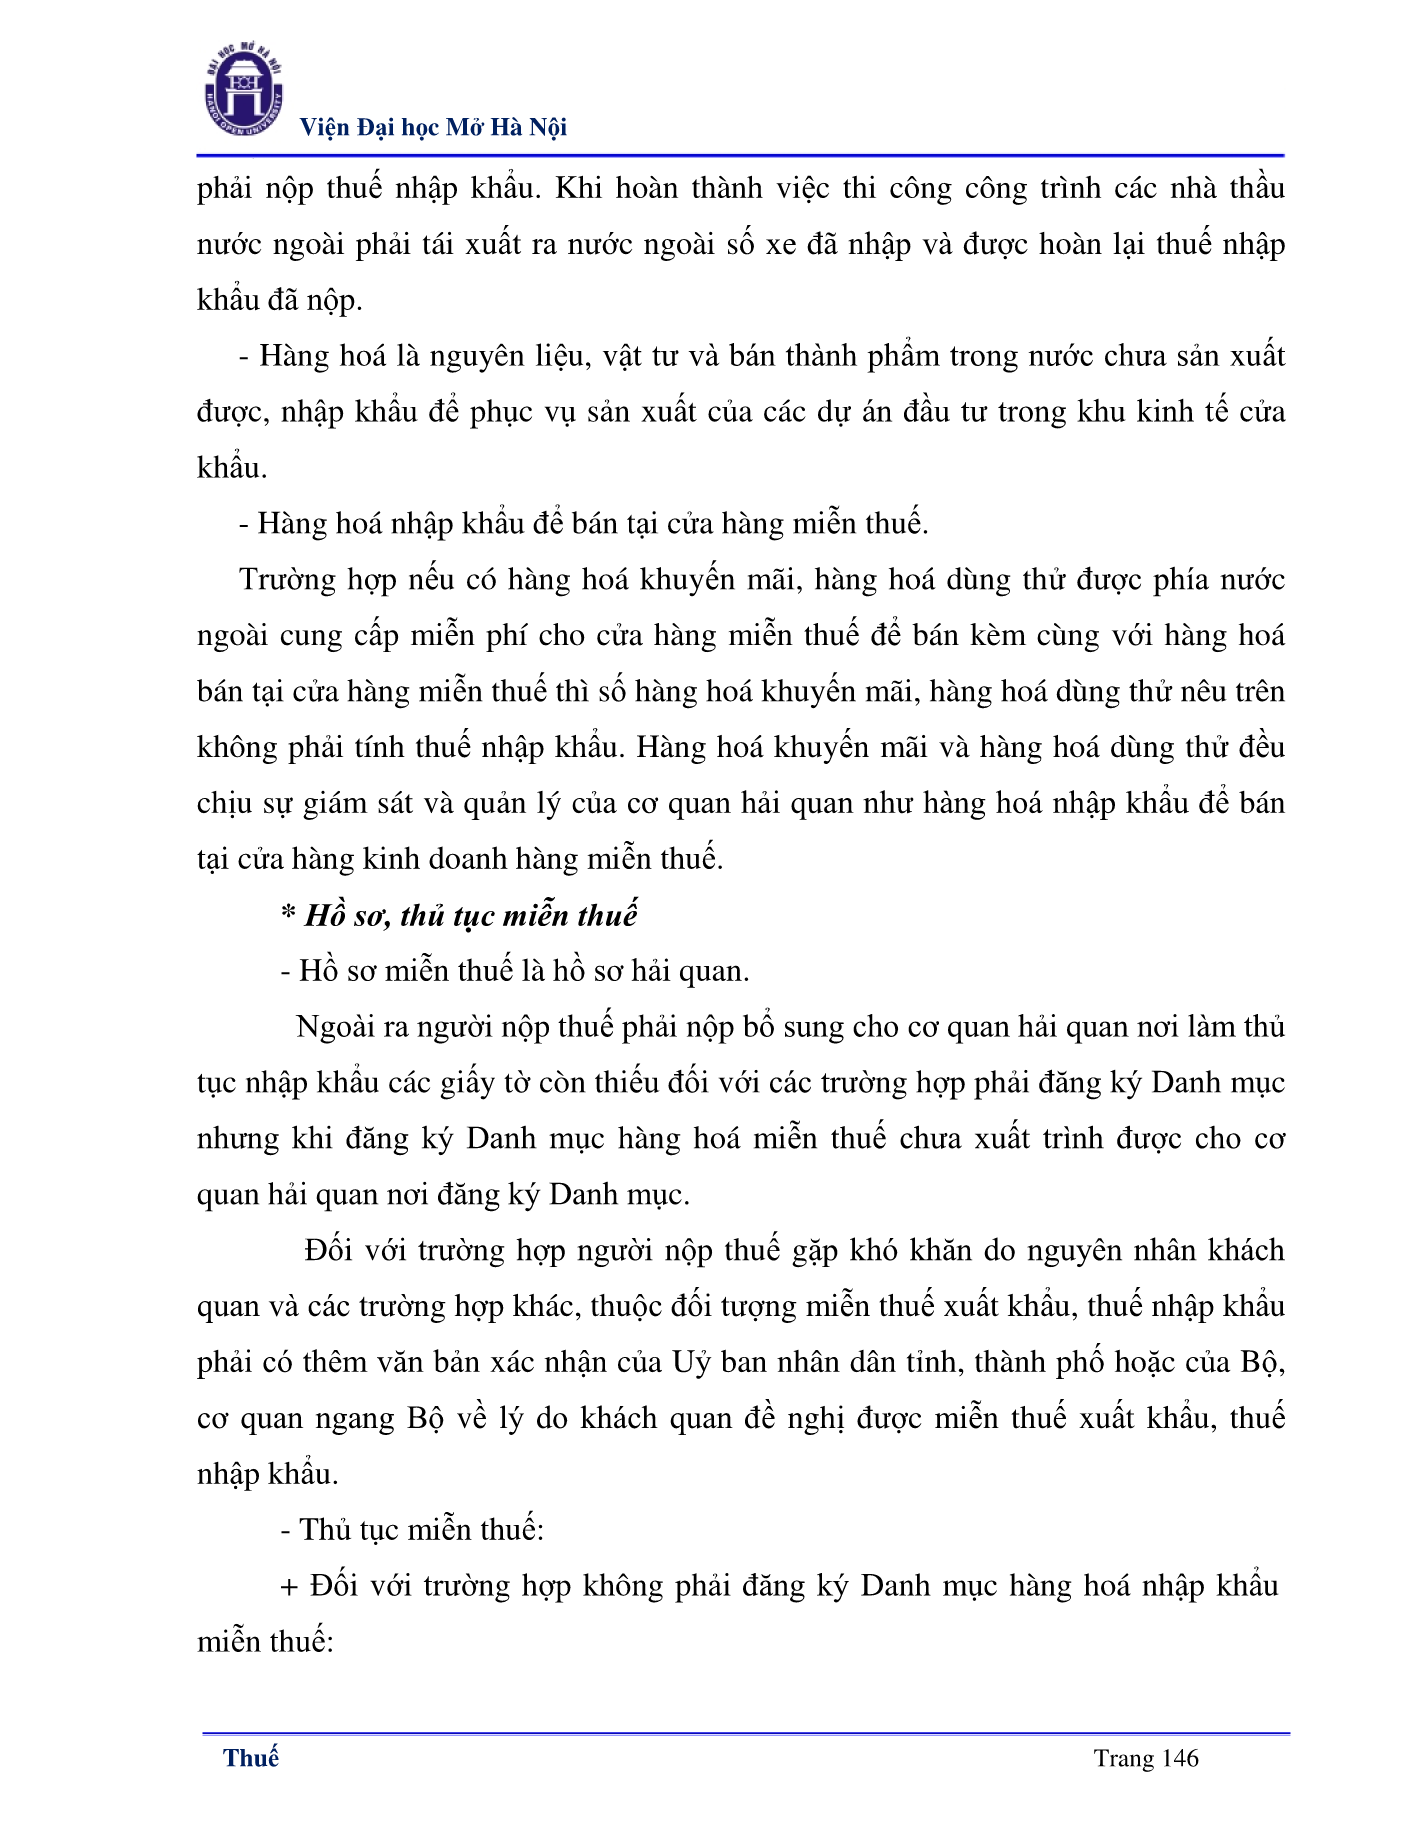 ĐẠI HỌC MỞ HÀ NỘI
HANOI OPEN UNIVERSITY
Viện Đại học Mở Hà Nội
phải nộp thuế nhập khẩu. Khi hoàn thành việc thi công công trình các nhà thầu
nước ngoài phải tái xuất ra nước ngoài số xe đã nhập và được hoàn lại thuế nhập
khẩu đã nộp.
- Hàng hoá là nguyên liệu, vật tư và bán thành phẩm trong nước chưa sản xuất
được, nhập khẩu để phục vụ sản xuất của các dự án đầu tư trong khu kinh tế cửa
khẩu.
- Hàng hoá nhập khẩu để bán tại cửa hàng miễn thuế.
Trường hợp nếu có hàng hoá khuyến mãi, hàng hoá dùng thử được phía nước
ngoài cung cấp miễn phí cho cửa hàng miễn thuế để bán kèm cùng với hàng hoá
bán tại cửa hàng miễn thuế thì số hàng hoá khuyến mãi, hàng hoá dùng thử nêu trên
không phải tính thuế nhập khẩu. Hàng hoá khuyến mãi và hàng hoá dùng thử đều
chịu sự giám sát và quản lý của cơ quan hải quan như hàng hoá nhập khẩu để bán
tại cửa hàng kinh doanh hàng miễn thuế.
* Hồ sơ, thủ tục miễn thuế
- Hồ sơ miễn thuế là hồ sơ hải quan.
Ngoài ra người nộp thuế phải nộp bổ sung cho cơ quan hải quan nơi làm thủ
tục nhập khẩu các giấy tờ còn thiếu đối với các trường hợp phải đăng ký Danh mục
nhưng khi đăng ký Danh mục hàng hoá miễn thuế chưa xuất trình được cho cơ
quan hải quan nơi đăng ký Danh mục.
Đối với trường hợp người nộp thuế gặp khó khăn do nguyên nhân khách
quan và các trường hợp khác, thuộc đối tượng miễn thuế xuất khẩu, thuế nhập khẩu
phải có thêm văn bản xác nhận của Uỷ ban nhân dân tỉnh, thành phố hoặc của Bộ,
cơ quan ngang Bộ về lý do khách quan đề nghị được miễn thuế xuất khẩu, thuế
nhập khẩu.
- Thủ tục miễn thuế:
+ Đối với trường hợp không phải đăng ký Danh mục hàng hoá nhập khẩu
miễn thuế:
Thuế
Trang 146